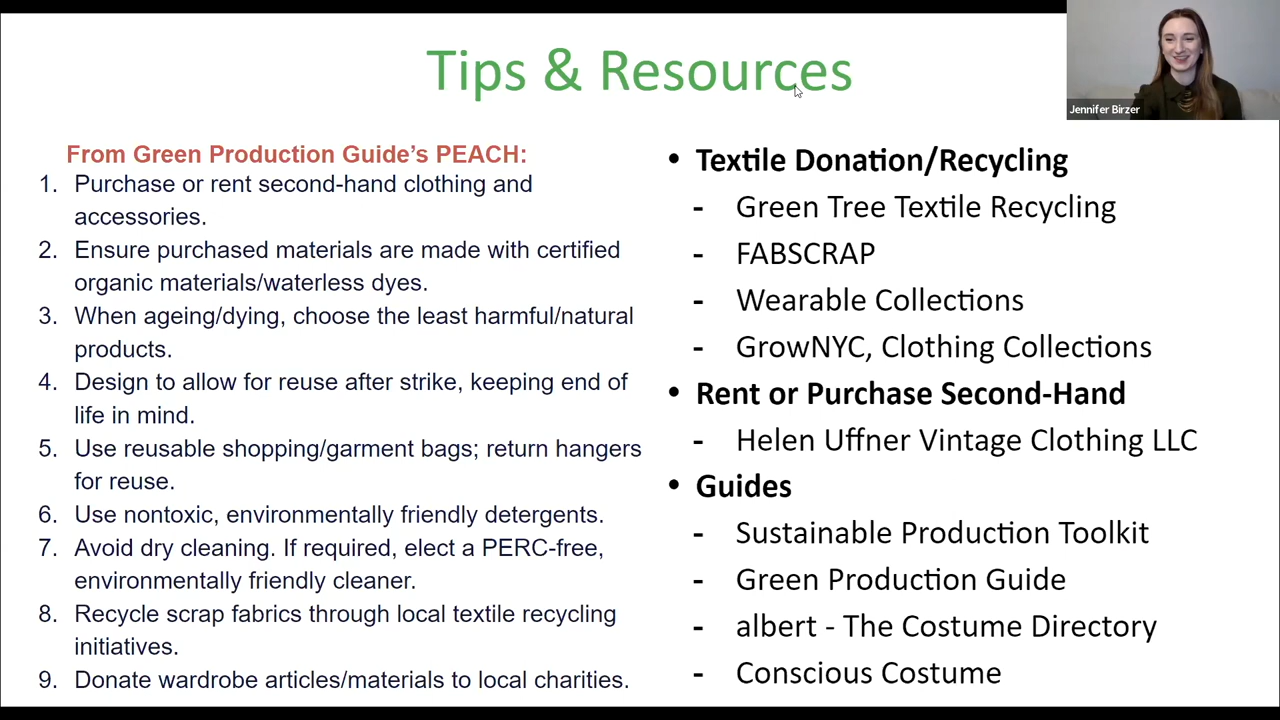 Tips & Resources
Jennifer Birzer
From Green Production Guide’s PEACH:
1. Purchase or rent second-hand clothing and
accessories.
2. Ensure purchased materials are made with certified
organic materials/waterless dyes.
3. When ageing/dying, choose the least harmful/natural
products.
4. Design to allow for reuse after strike, keeping end of
life in mind.
5. Use reusable shopping/garment bags; return hangers
for reuse.
6. Use nontoxic, environmentally friendly detergents.
7. Avoid dry cleaning. If required, elect a PERC-free,
environmentally friendly cleaner.
8. Recycle scrap fabrics through local textile recycling
initiatives.
9. Donate wardrobe articles/materials to local charities.
• Textile Donation/Recycling
- Green Tree Textile Recycling
- FABSCRAP
- Wearable Collections
- GrowNYC, Clothing Collections
• Rent or Purchase Second-Hand
- Helen Uffner Vintage Clothing LLC
• Guides
- Sustainable Production Toolkit
- Green Production Guide
- albert - The Costume Directory
- Conscious Costume